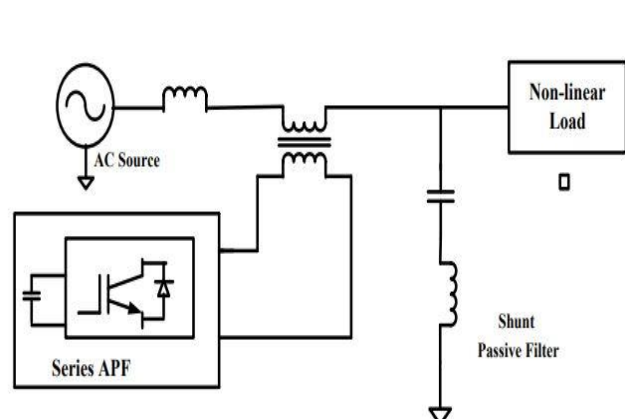 Non-linear
Load
AC Source
Series APF
Shunt
Passive Filter